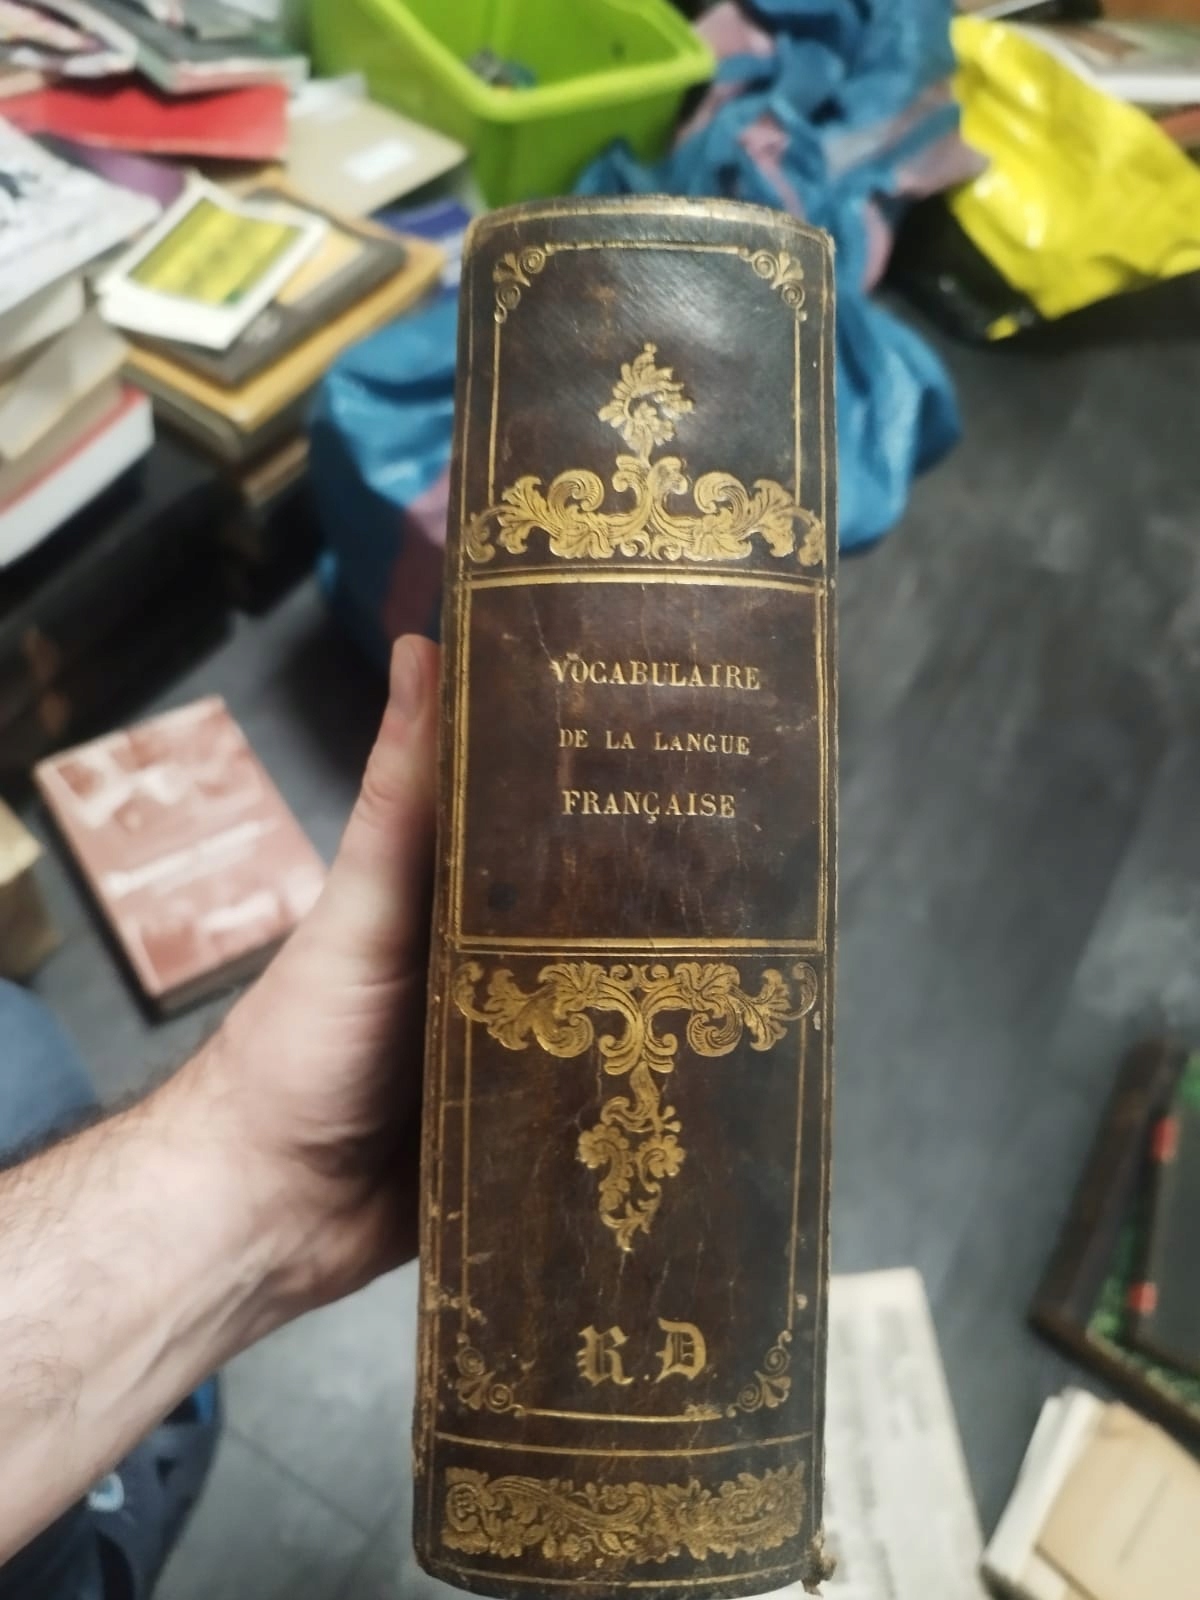 VOCABULAIRE
DE LA LANGUE
FRANÇAISE
R.D.